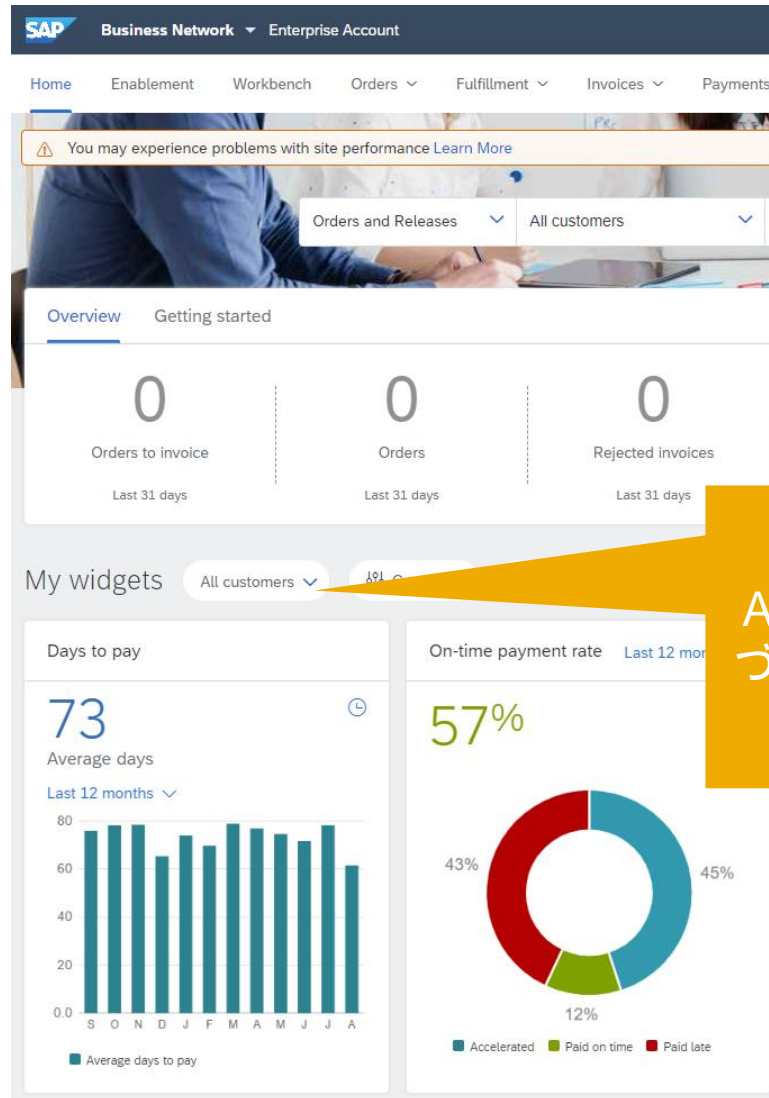 SAP Business Network Enterprise Account
Home Enablement Workbench Orders Fulfillment Invoices Payments
You may experience problems with site performance Learn More
Orders and Releases All customers
Overview Getting started
0 0 0
Orders to invoice Orders Rejected invoices
Last 31 days Last 31 days Last 31 days
My widgets All customers
A
づ
Days to pay
73
Average days
Last 12 months
80
60
40
20
0.0
S O N D J F M A M J J A
Average days to pay
On-time payment rate Last 12
57%
43%
45%
12%
Accelerated Paid on time Paid late